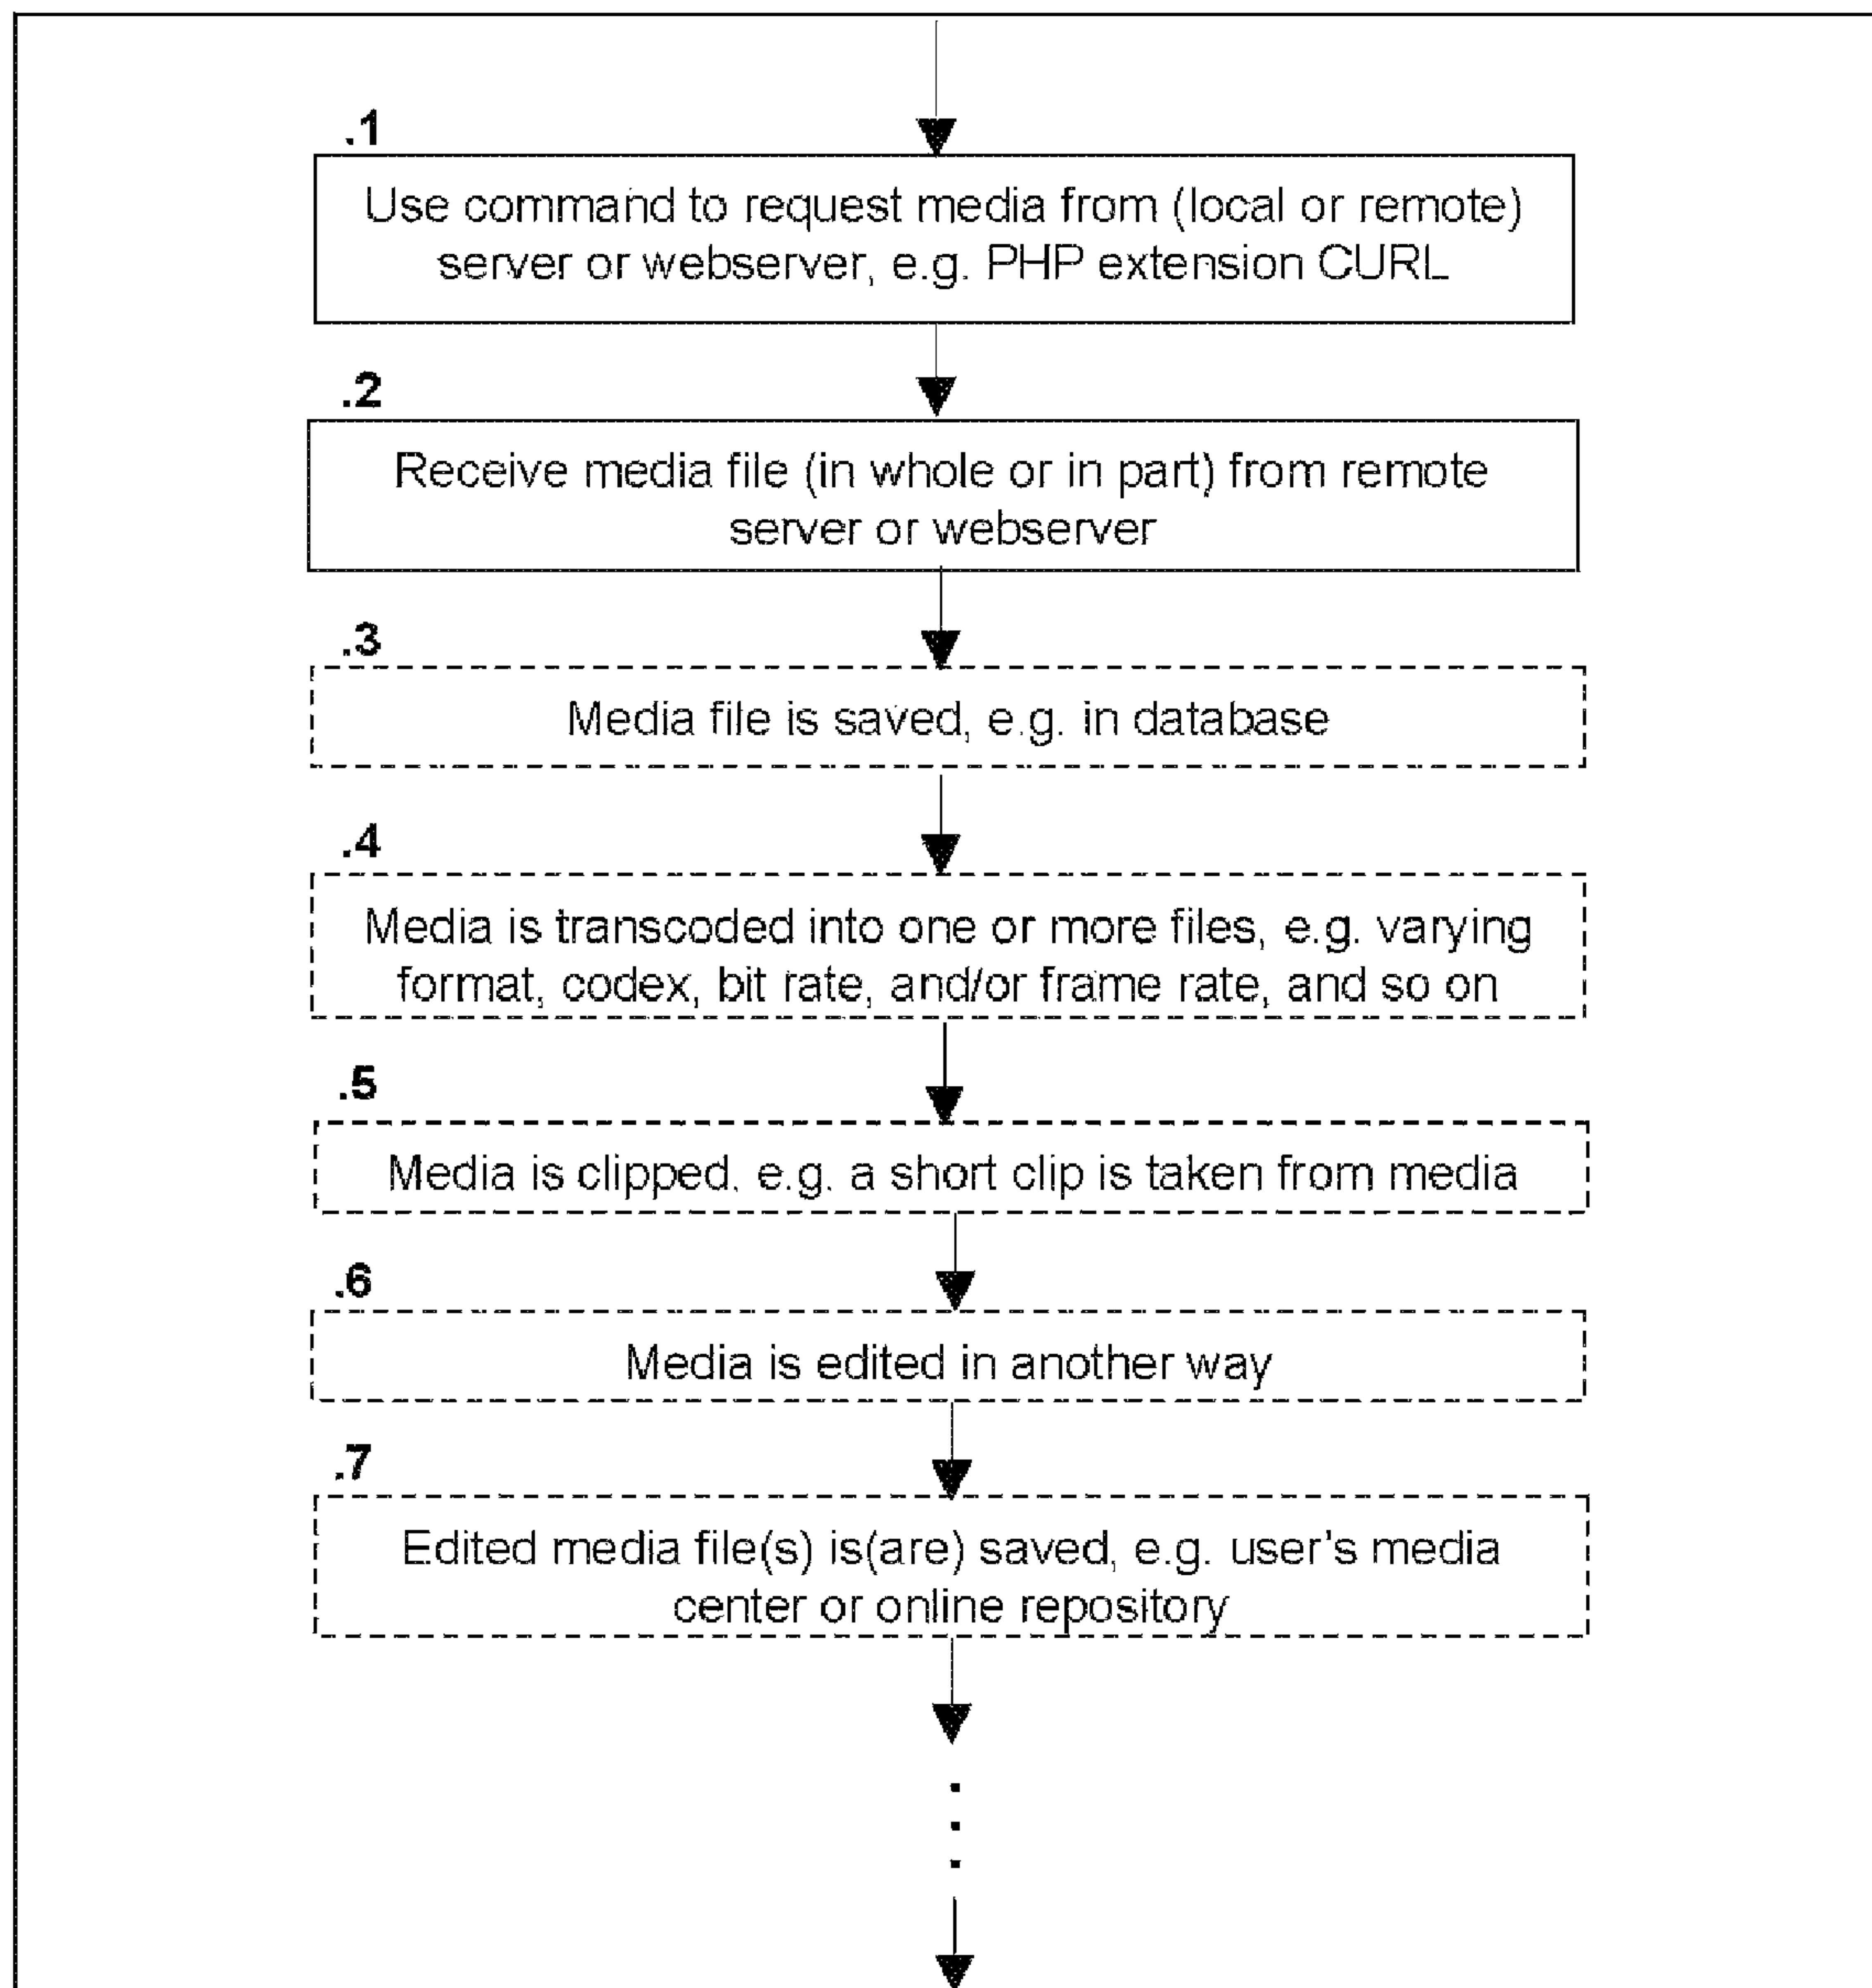 .1
Use command to request media from (local or remote)
server or webserver, e.g. PHP extension CURL
.2
Receive media file (in whole or in part) from remote
server or webserver
.3
Media file is saved, e.g. in database
.4
Media is transcoded into one or more files, e.g. varying
format, codex, bit rate, and/or frame rate, and so on
.5
Media is clipped, e.g. a short clip is taken from media
.6
Media is edited in another way
.7
Edited media file(s) is(are) saved, e.g. user's media
center or online repository